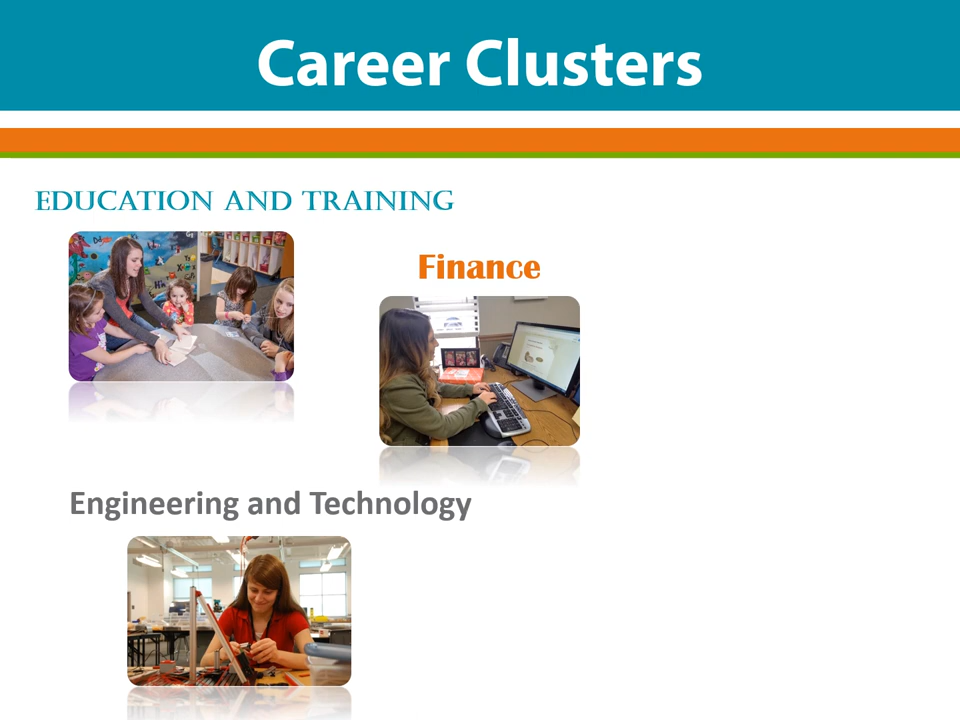 Career Clusters
EDUCATION AND TRAINING
Finance
Engineering and Technology